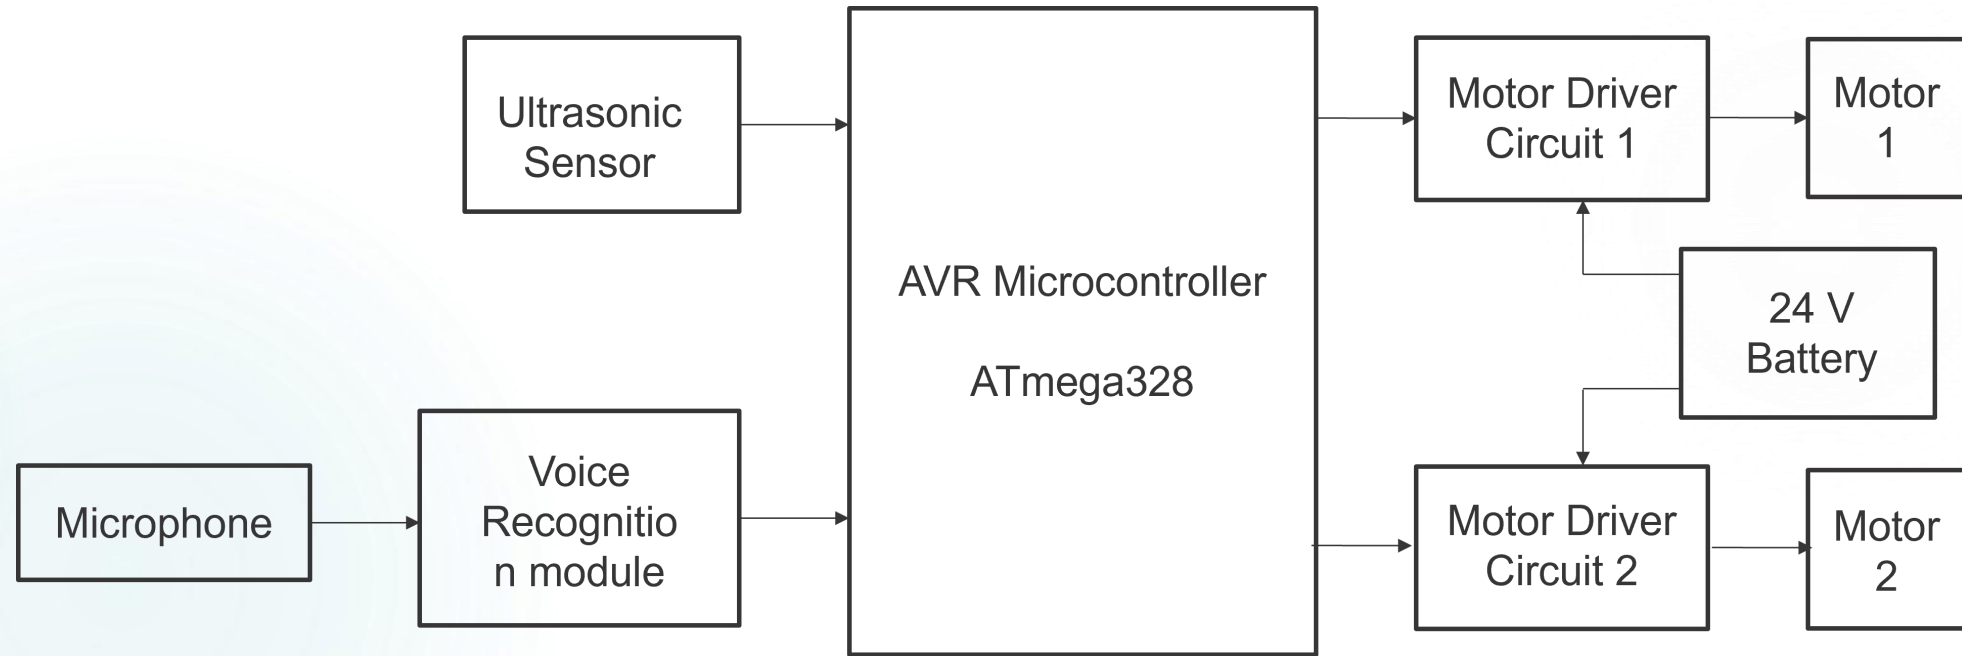 Ultrasonic
Sensor
Microphone
Voice
Recognitio
n module
AVR Microcontroller
ATmega328
Motor Driver
Circuit 1
Motor
1
24 V
Battery
Motor Driver
Circuit 2
Motor
2